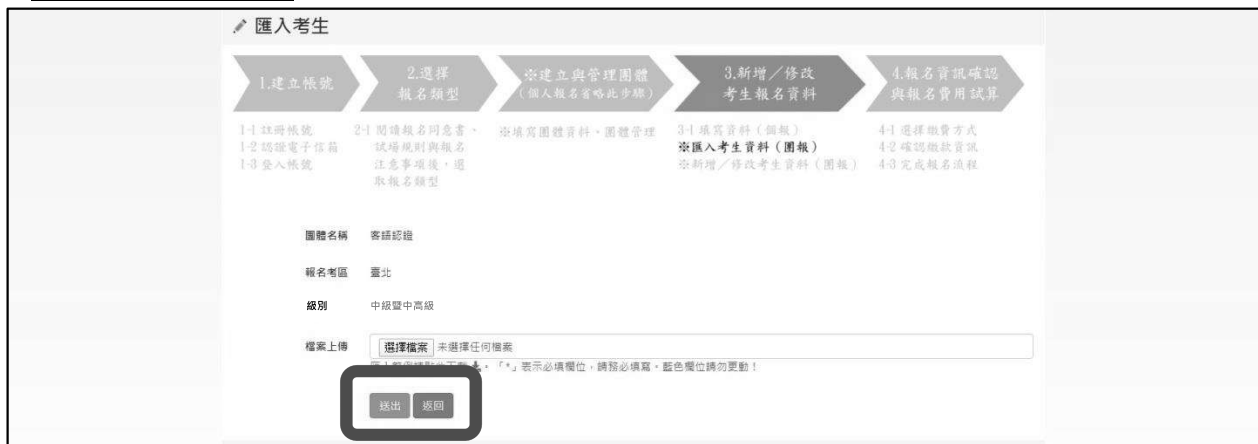 匯入考生
1.建立帳號
2.選擇
報名類型
※建立與管理團體
(個人報名省略此步驟)
3.新增／修改
考生報名資料
4.報名資訊確認
與報名費用試算
1-1 註冊帳號
1-2 認證電子信箱
1-3 登入帳號
2-1 閱讀報名同意書、
試場規則與報名
注意事項後，選
取報名類型
※填寫團體資料、團體管理
3-1 填寫資料（個報）
※匯入考生資料（團報）
※新增／修改考生資料（團報）
4-1 選擇繳費方式
4-2 確認繳款資訊
4-3 完成報名流程
團體名稱 客語認證
報名考區 臺北
級別 中級暨中高級
檔案上傳 選擇檔案 未選擇任何檔案
「*」表示必填欄位，請務必填寫。藍色欄位請勿更動！
送出 返回